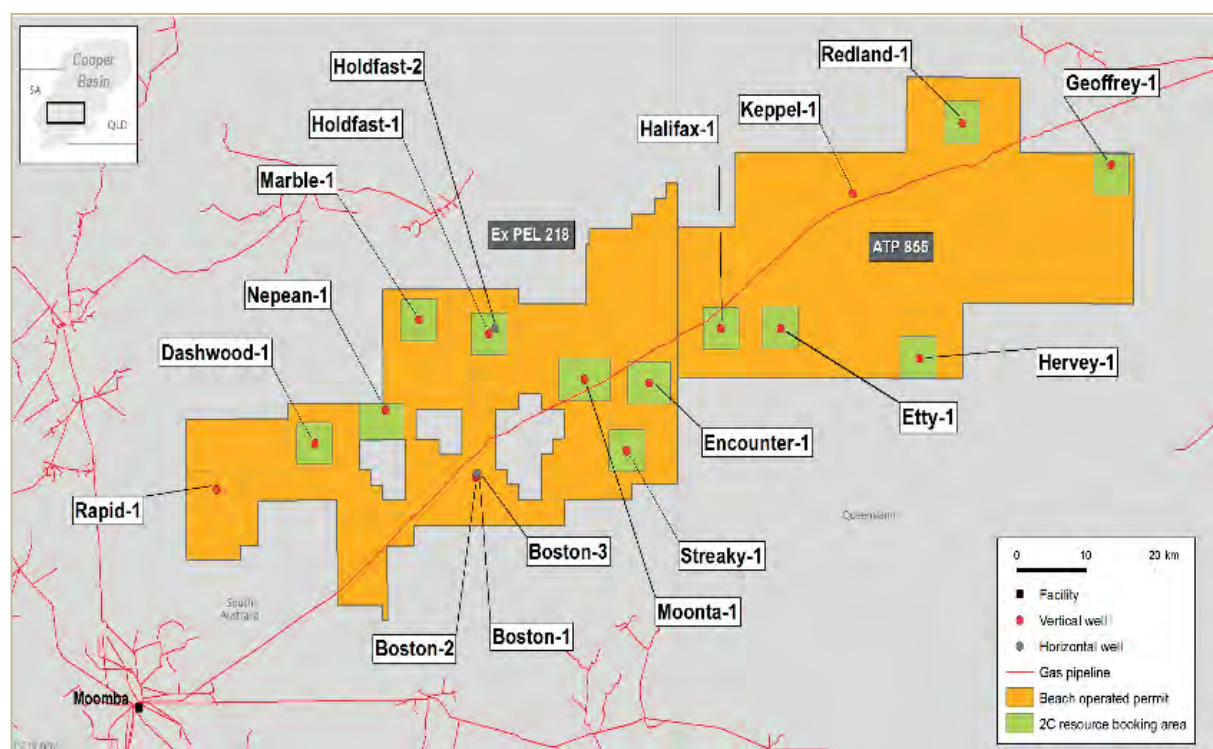 Cooper
Basin
SA
QLD
Holdfast-2
Holdfast-1
Marble-1
Nepean-1
Dashwood-1
Rapid-1
Ex PEL 218
Halifax-1
Keppel-1
Redland-1
Geoffrey-1
ATP 855
Hervey-1
Etty-1
Encounter-1
Streaky-1
Moonta-1
Boston-3
Boston-1
Boston-2
South
Australia
Queensland
Moomba
0 10 20 km
Facility
Vertical well
Horizontal well
Gas pipeline
Beach operated permit
2C resource booking area